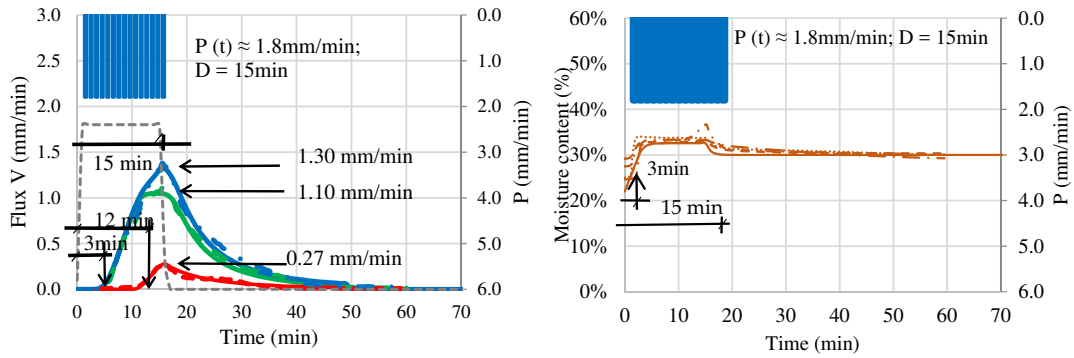 3.0
2.5
2.0
1.5
1.0
0.5
0.0
Flux V (mm/min)
P (t) ≈ 1.8mm/min;
D = 15min
15 min
1.30 mm/min
1.10 mm/min
12 min
3min
0.27 mm/min
0.0
1.0
2.0
3.0
4.0
5.0
6.0
P (mm/min)
0 10 20 30 40 50 60 70
Time (min)
60%
50%
40%
30%
20%
10%
0%
Moisture content (%)
P (t) ≈ 1.8mm/min; D = 15min
3min
15 min
0.0
1.0
2.0
3.0
4.0
5.0
6.0
P (mm/min)
0 10 20 30 40 50 60 70
Time (min)